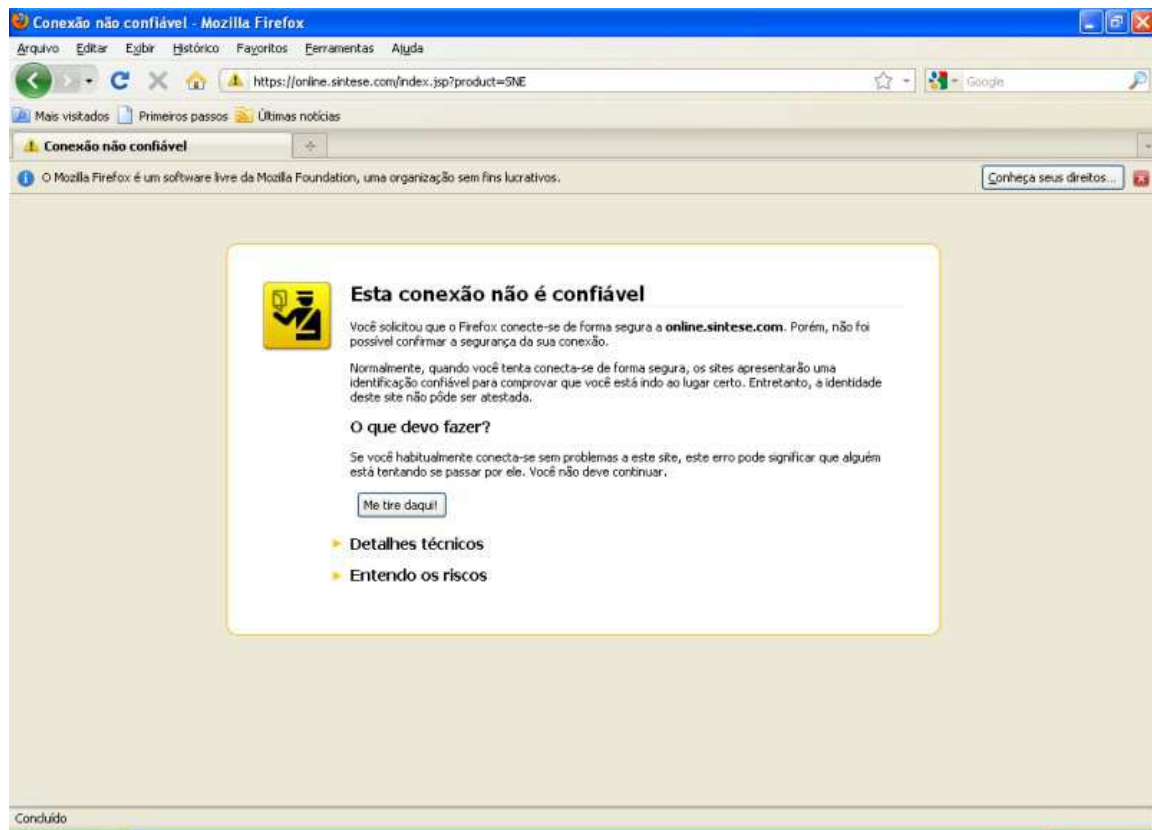 Conexão não confiável - Mozilla Firefox
Arquivo Editar Exibir Histórico Favoritos Ferramentas Ajuda
https://online.sintese.com/index.jsp?product=SNE Google
Mais visitados Primeiros passos Últimas notícias
Conexão não confiável
O Mozilla Firefox é um software livre da Mozilla Foundation, uma organização sem fins lucrativos. Conheça seus direitos...
Esta conexão não é confiável
Você solicitou que o Firefox conecte-se de forma segura a online.sintese.com. Porém, não foi
possível confirmar a segurança da sua conexão.
Normalmente, quando você tenta conecta-se de forma segura, os sites apresentarão uma
identificação confiável para comprovar que você está indo ao lugar certo. Entretanto, a identidade
deste site não pôde ser atestada.
O que devo fazer?
Se você habitualmente conecta-se sem problemas a este site, este erro pode significar que alguém
está tentando se passar por ele. Você não deve continuar.
Me tire daqui!
Detalhes técnicos
Entendo os riscos
Concluído